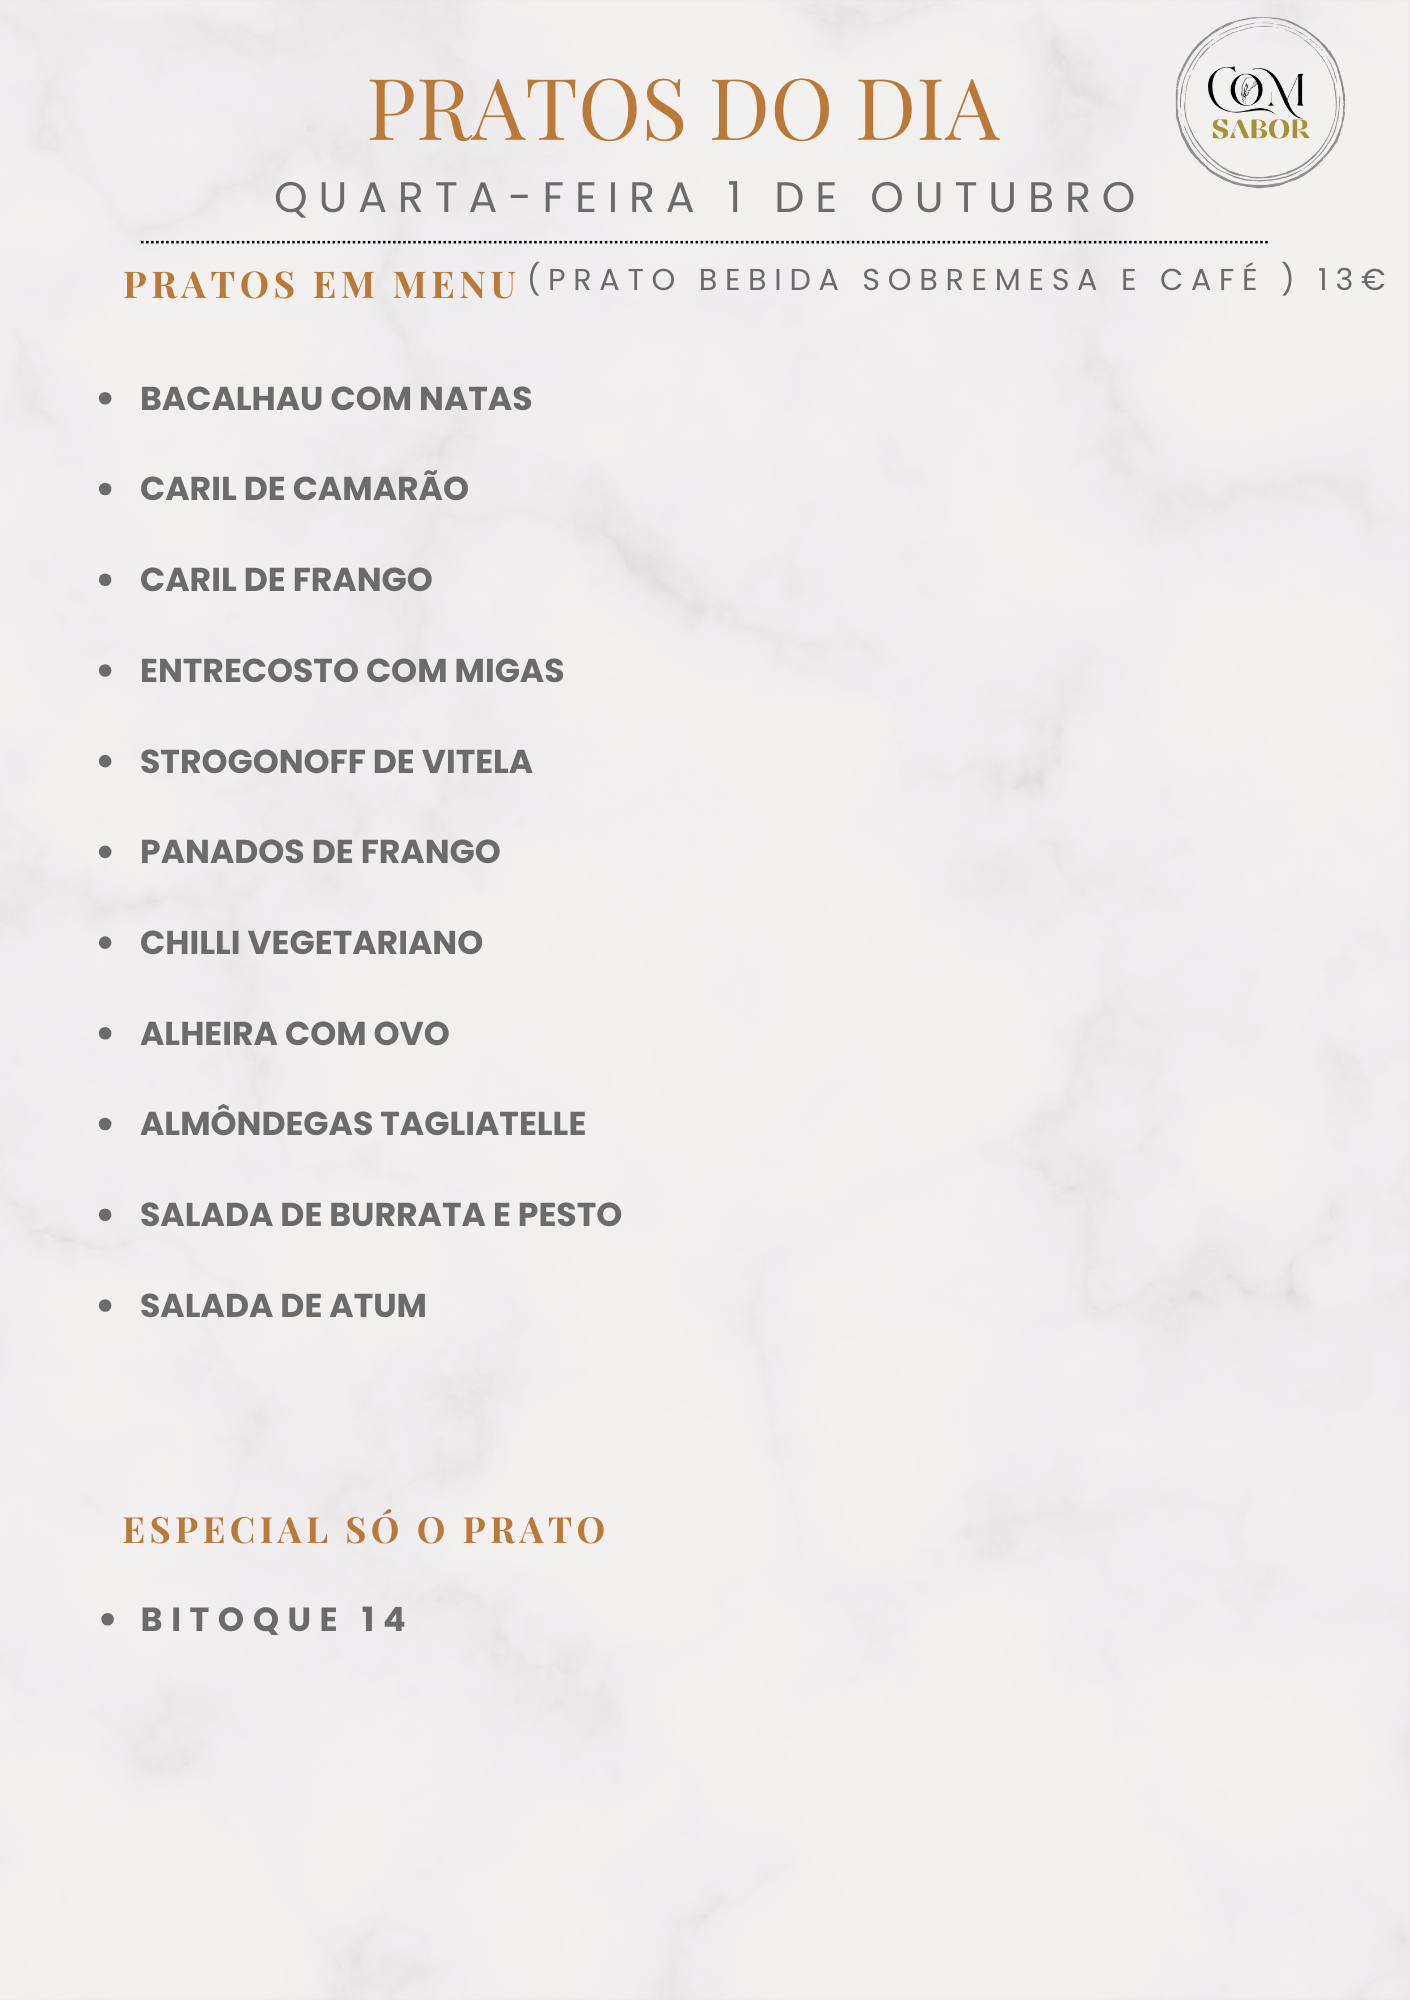 COM
SABOR
PRATOS DO DIA
QUARTA-FEIRA 1 DE OUTUBRO
PRATOS EM MENU (PRATO BEBIDA SOBREMESA E CAFÉ ) 13€
• BACALHAU COM NATAS
• CARIL DE CAMARÃO
• CARIL DE FRANGO
• ENTRECOSTO COM MIGAS
• STROGONOFF DE VITELA
• PANADOS DE FRANGO
• CHILLI VEGETARIANO
• ALHEIRA COM OVO
• ALMÔNDEGAS TAGLIATELLE
• SALADA DE BURRATA E PESTO
• SALADA DE ATUM
ESPECIAL SÓ O PRATO
• BITOQUE 14